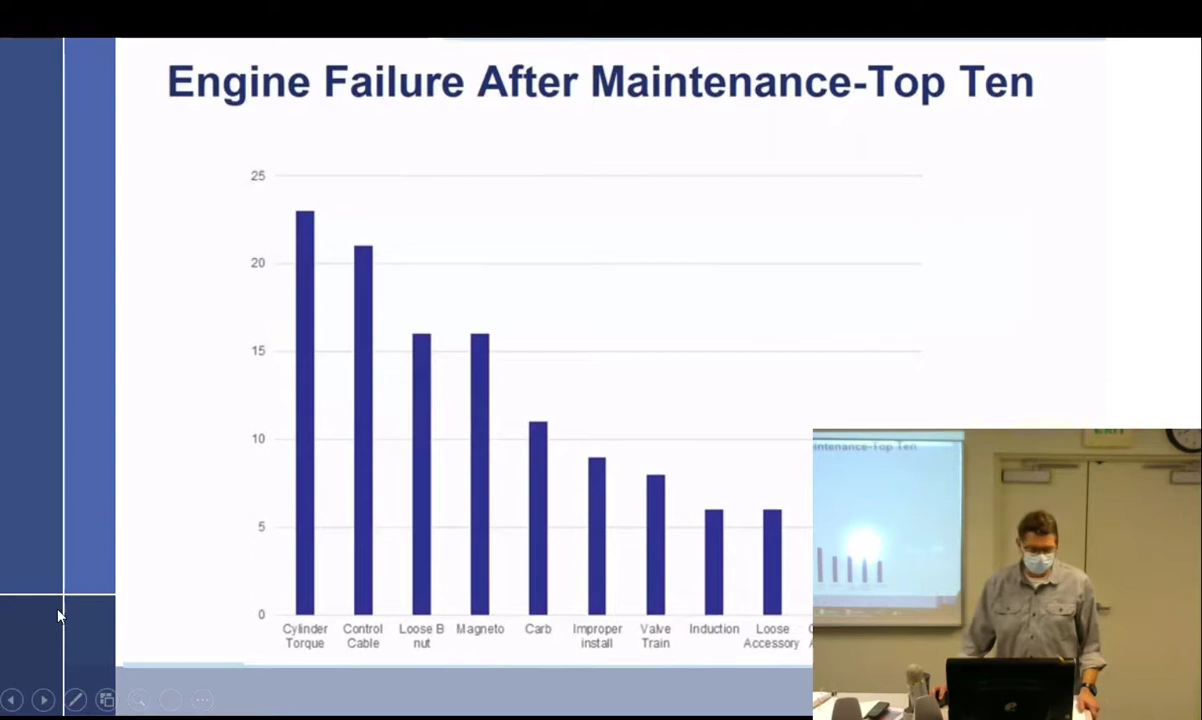 Engine Failure After Maintenance-Top Ten
25
20
15
10
5
0
Cylinder Torque
Control Cable
Loose B nut
Magneto
Carb
Improper install
Valve Train
Induction
Loose Accessory
ntenance-Top Ten
EXIT